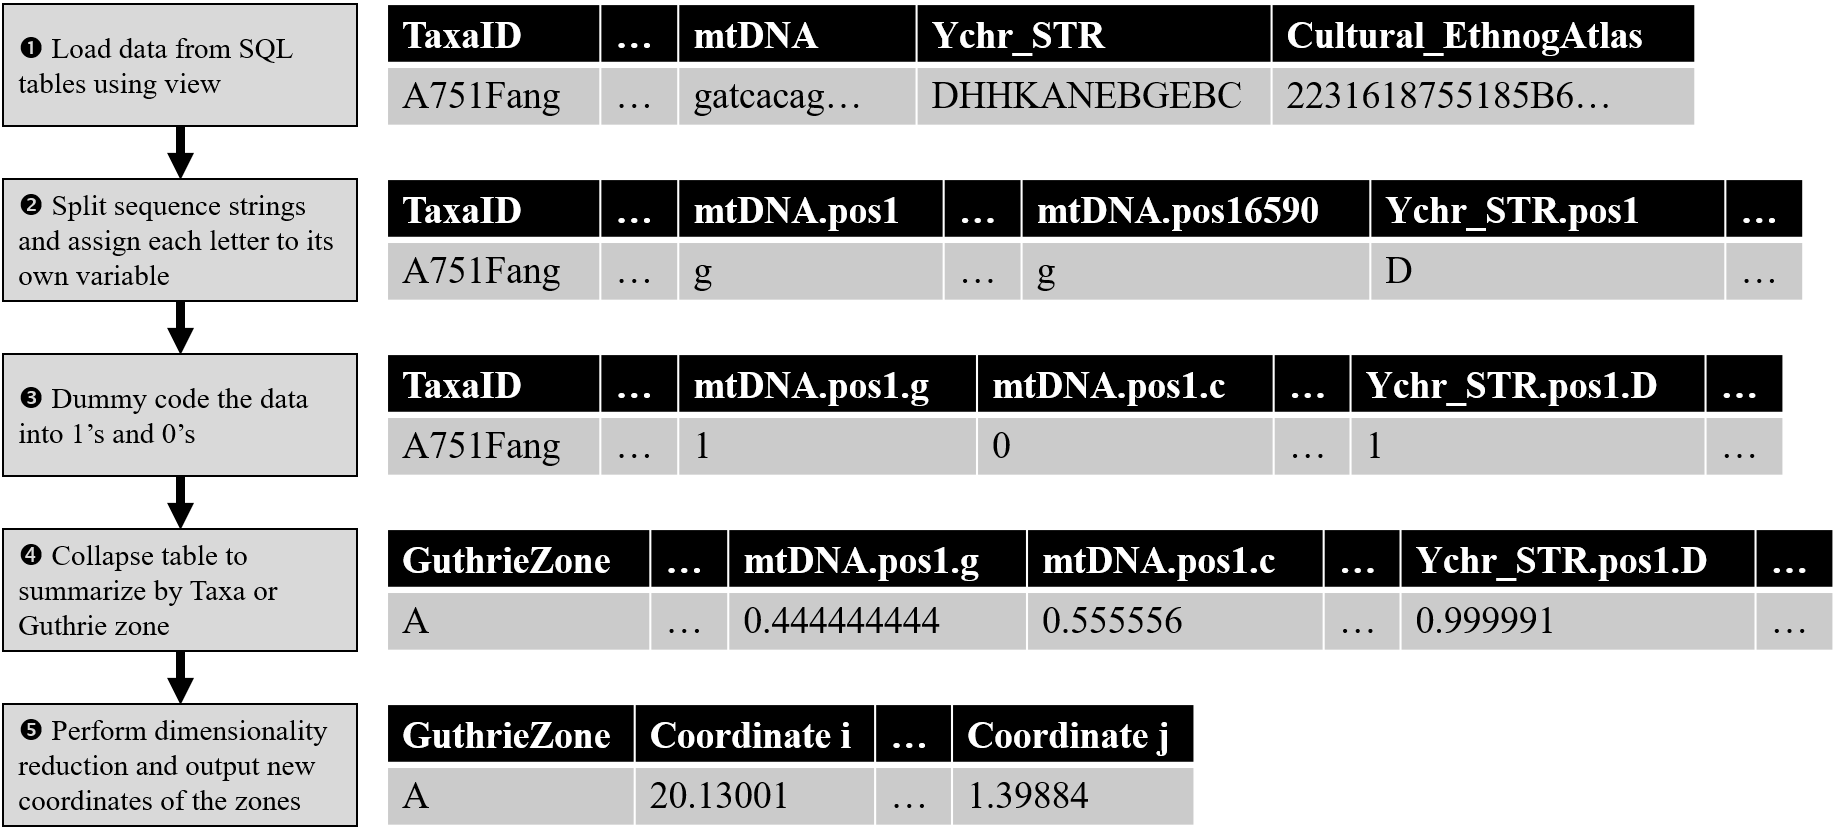 ❶ Load data from SQL
tables using view
TaxaID … mtDNA Ychr_STR Cultural_EthnogAtlas
A751Fang … gatcacag… DHHKANEBGEBC 2231618755185B6…
❷ Split sequence strings
and assign each letter to its
own variable
TaxaID … mtDNA.pos1 … mtDNA.pos16590 Ychr_STR.pos1 …
A751Fang … g … g D …
❸ Dummy code the data
into 1’s and 0’s
TaxaID … mtDNA.pos1.g mtDNA.pos1.c … Ychr_STR.pos1.D …
A751Fang … 1 0 … 1 …
❹ Collapse table to
summarize by Taxa or
Guthrie zone
GuthrieZone … mtDNA.pos1.g mtDNA.pos1.c … Ychr_STR.pos1.D …
A … 0.444444444 0.555556 … 0.999991 …
❺ Perform dimensionality
reduction and output new
coordinates of the zones
GuthrieZone Coordinate i … Coordinate j
A 20.13001 … 1.39884